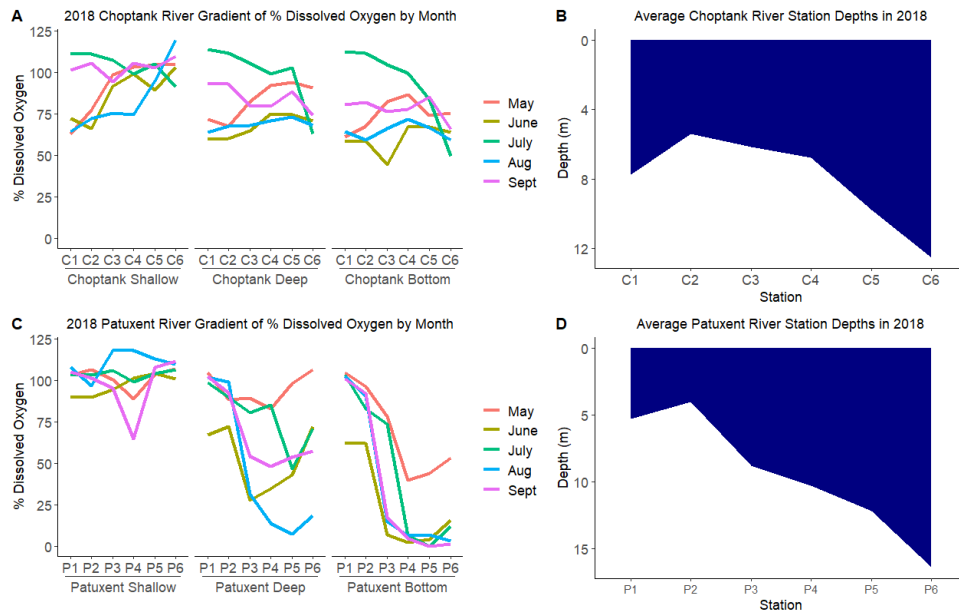 A 2018 Choptank River Gradient of % Dissolved Oxygen by Month
125
100
75
50
25
0
% Dissolved Oxygen
C1 C2 C3 C4 C5 C6 C1 C2 C3 C4 C5 C6 C1 C2 C3 C4 C5 C6
Choptank Shallow Choptank Deep Choptank Bottom
May
June
July
Aug
Sept
B Average Choptank River Station Depths in 2018
0
4
8
12
Depth (m)
C1 C2 C3 C4 C5 C6
Station
C 2018 Patuxent River Gradient of % Dissolved Oxygen by Month
125
100
75
50
25
0
% Dissolved Oxygen
P1 P2 P3 P4 P5 P6 P1 P2 P3 P4 P5 P6 P1 P2 P3 P4 P5 P6
Patuxent Shallow Patuxent Deep Patuxent Bottom
May
June
July
Aug
Sept
D Average Patuxent River Station Depths in 2018
0
5
10
15
Depth (m)
P1 P2 P3 P4 P5 P6
Station